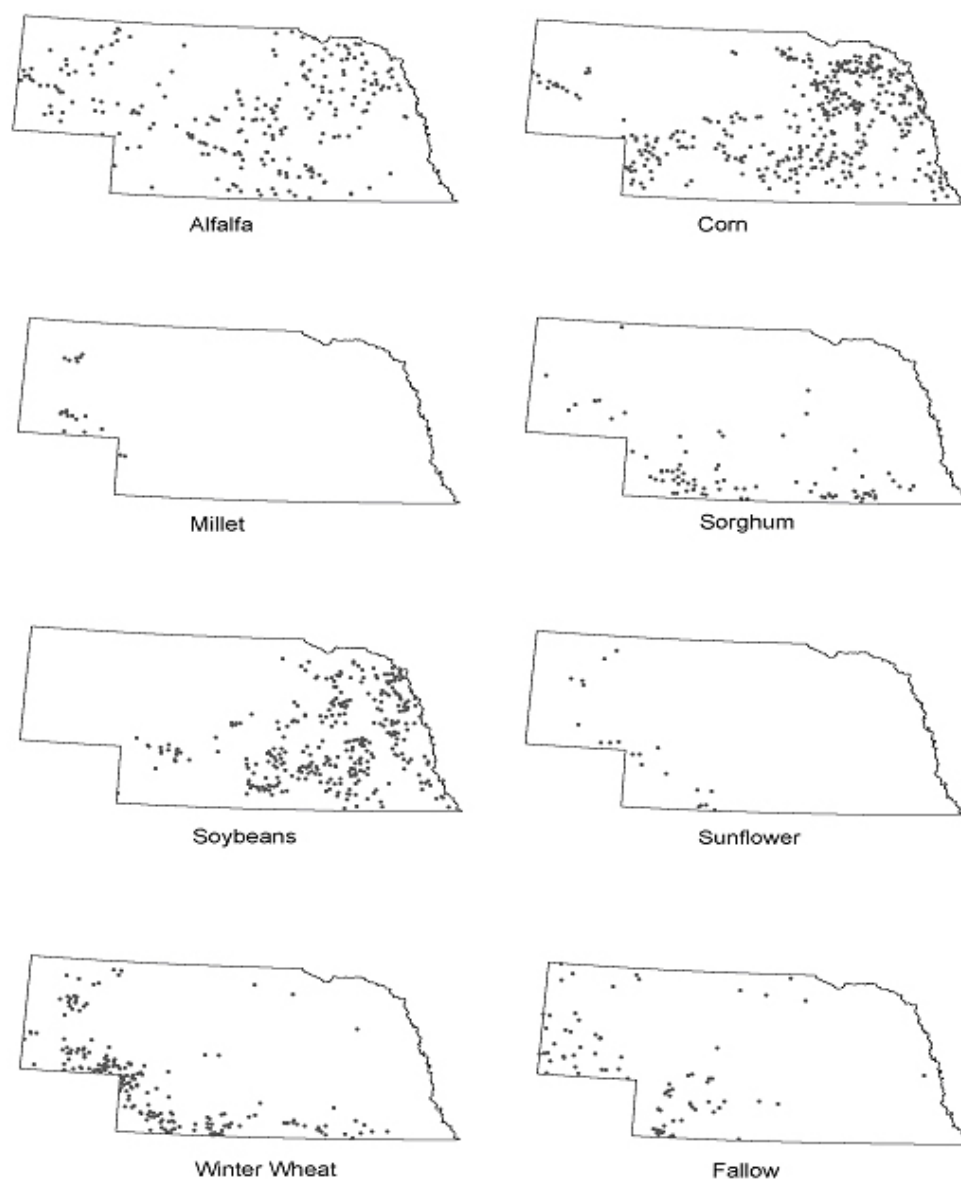 Alfalfa
Corn
Millet
Sorghum
Soybeans
Sunflower
Winter Wheat
Fallow